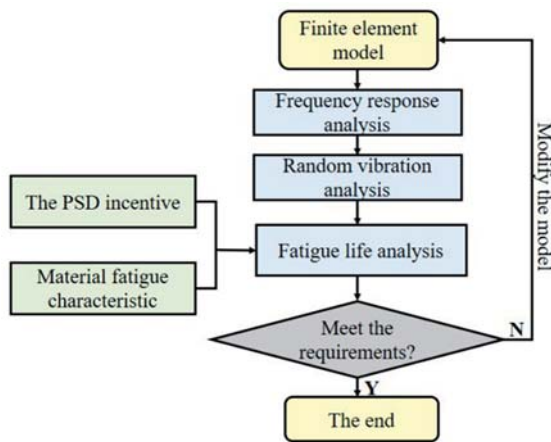 Finite element
model
Frequency response
analysis
Random vibration
analysis
The PSD incentive
Material fatigue
characteristic
Fatigue life analysis
Meet the
requirements?
N
Y
The end
Modify the model